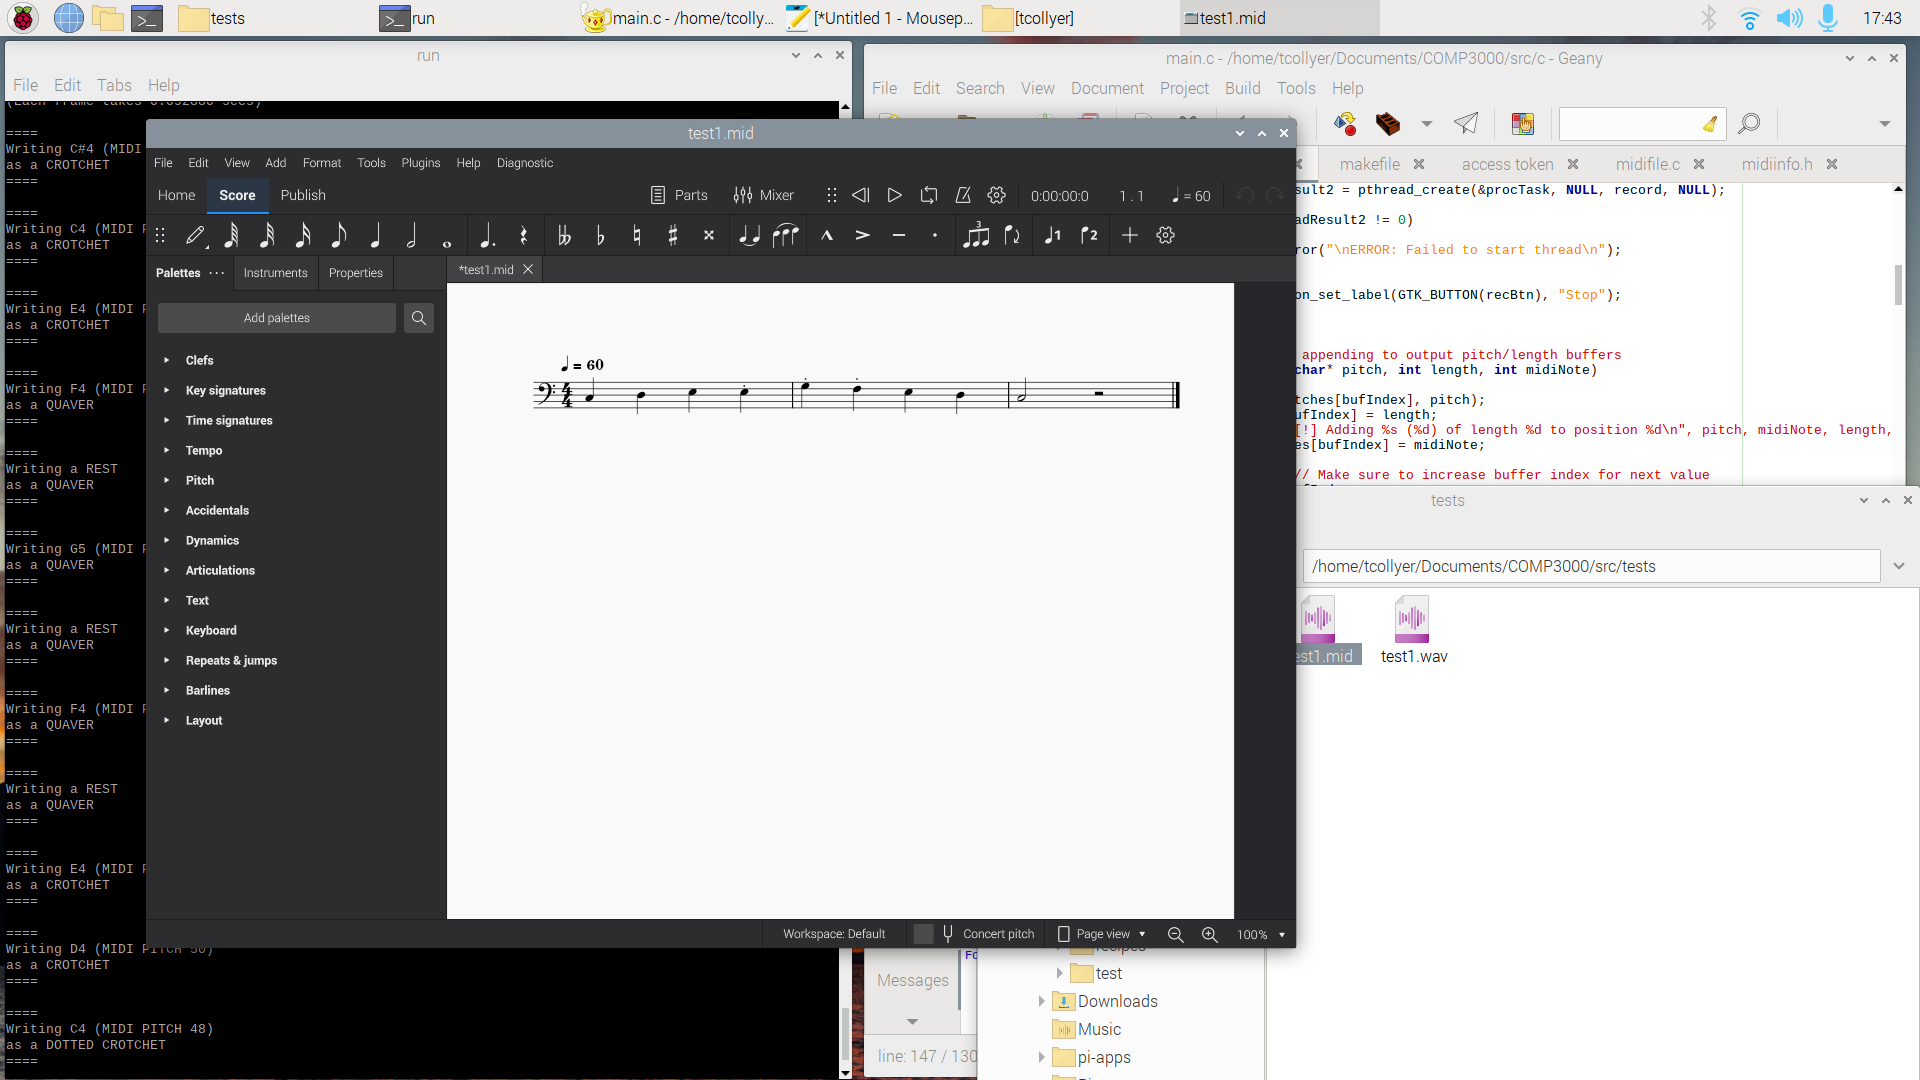 tests
run
main.c - /home/tcolly...
[*Untitled 1 - Mousep...
[tcollyer]
test1.mid
17:43
run
File Edit Tabs Help
====
Writing C#4 (MIDI
as a CROTCHET
====
====
Writing C4 (MIDI
as a CROTCHET
====
====
Writing E4 (MIDI
as a CROTCHET
====
====
Writing F4 (MIDI
as a QUAVER
====
====
Writing a REST
as a QUAVER
====
====
Writing G5 (MIDI
as a QUAVER
====
====
Writing a REST
as a QUAVER
====
====
Writing F4 (MIDI
as a QUAVER
====
====
Writing a REST
as a QUAVER
====
====
Writing E4 (MIDI
as a CROTCHET
====
====
Writing D4 (MIDI PITCH 50)
as a CROTCHET
====
====
Writing C4 (MIDI PITCH 48)
as a DOTTED CROTCHET
====
main.c - /home/tcollyer/Documents/COMP3000/src/c - Geany
File Edit Search View Document Project Build Tools Help
makefile
access token
midifile.c
midiinfo.h
sult2 = pthread_create(&procTask, NULL, record, NULL);
adResult2 != 0)
ror("\nERROR: Failed to start thread\n");
on_set_label(GTK_BUTTON(recBtn), "Stop");
appending to output pitch/length buffers
char* pitch, int length, int midiNote)
tches[bufIndex], pitch);
ufIndex] = length;
[!] Adding %s (%d) of length %d to position %d\n", pitch, midiNote, length,
es[bufIndex] = midiNote;
// Make sure to increase buffer index for next value
Messages
line: 147 / 130
test1.mid
File Edit View Add Format Tools Plugins Help Diagnostic
Home Score Publish
Parts
Mixer
0:00:00:0
1 . 1
= 60
3
1
2
Palettes ...
Instruments
Properties
*test1.mid
Add palettes
Clefs
Key signatures
Time signatures
Tempo
Pitch
Accidentals
Dynamics
Articulations
Text
Keyboard
Repeats & jumps
Barlines
Layout
= 60
4
4
Workspace: Default
Concert pitch
Page view
100%
tests
/home/tcollyer/Documents/COMP3000/src/tests
est1.mid
test1.wav
recipes
test
Downloads
Music
pi-apps